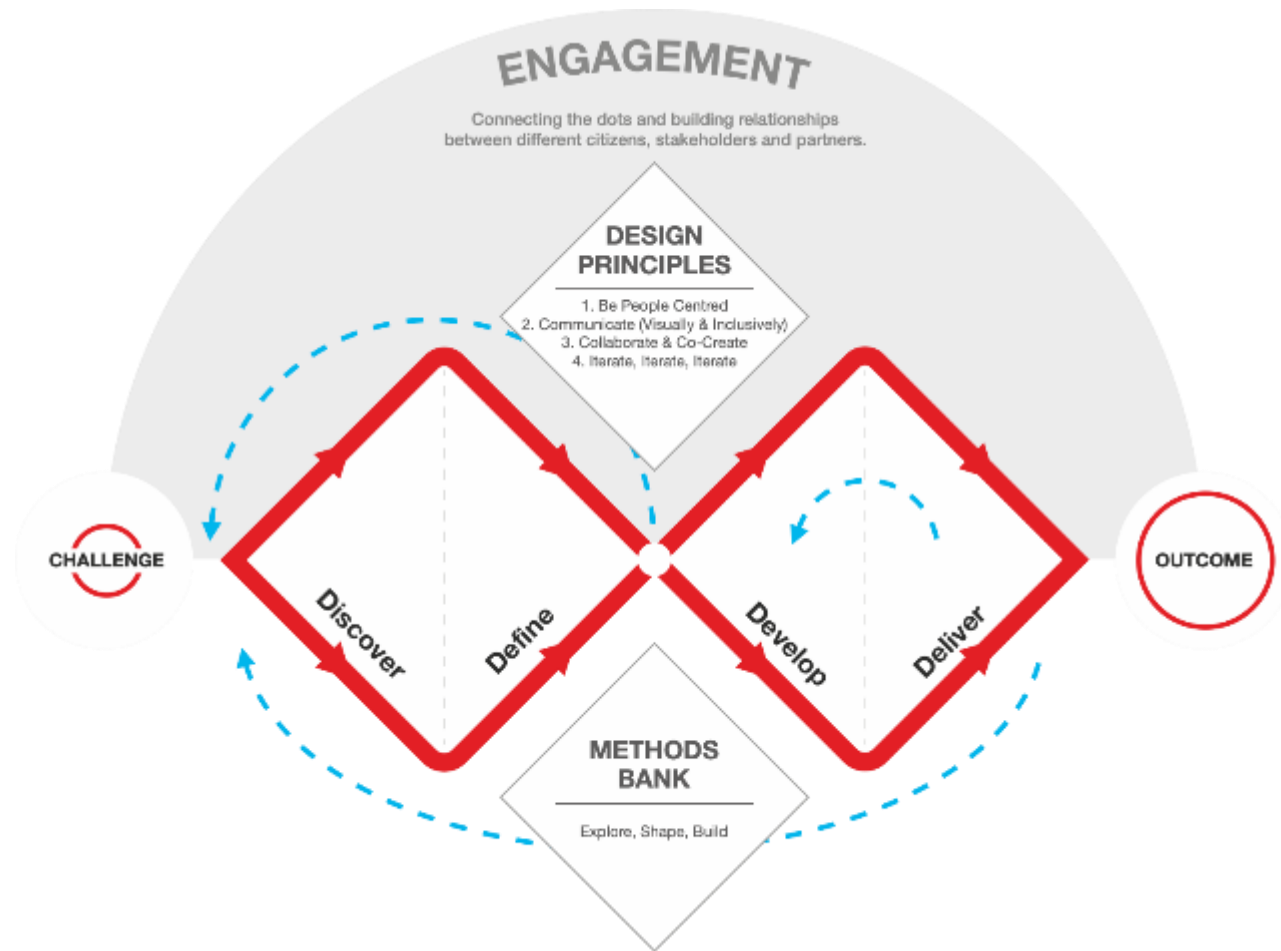 ENGAGEMENT
Connecting the dots and building relationships
between different citizens, stakeholders and partners.
DESIGN
PRINCIPLES
1. Be People Centred
2. Communicate (Visually & Inclusively)
3. Collaborate & Co-Create
4. Iterate, Iterate, Iterate
CHALLENGE
OUTCOME
Discover
Define
Develop
Deliver
METHODS
BANK
Explore, Shape, Build